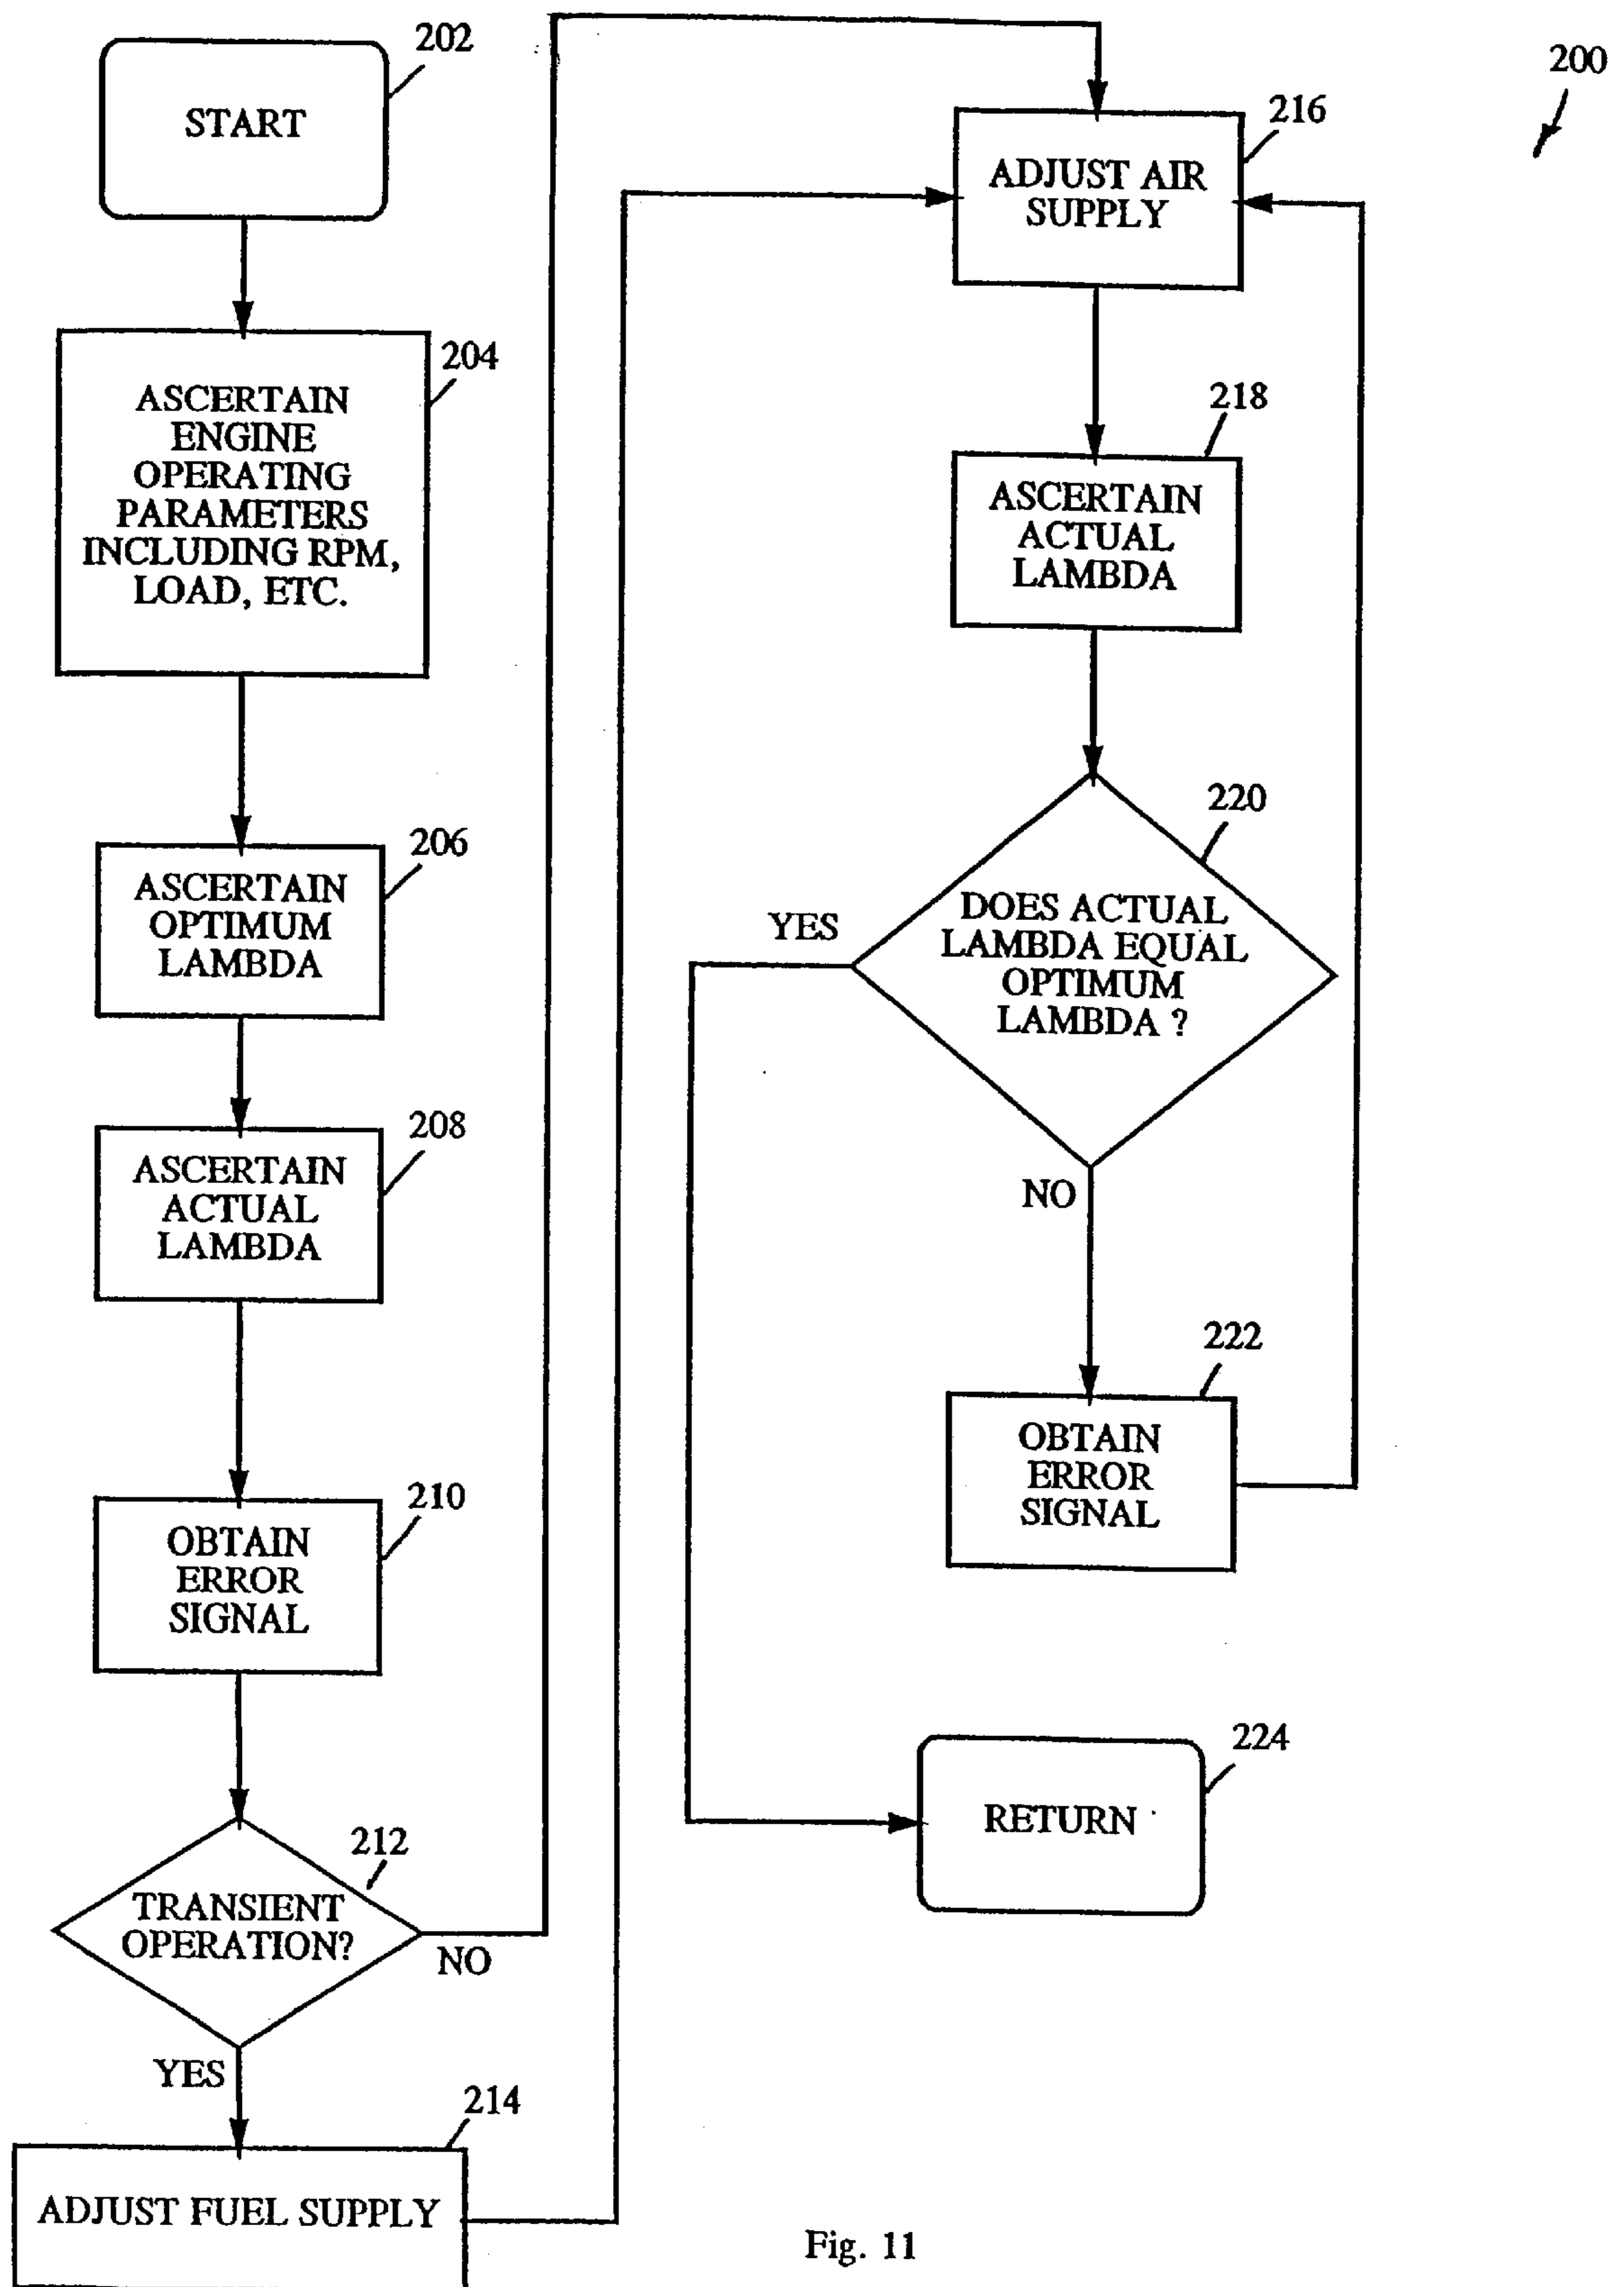 202
START
204
ASCERTAIN
ENGINE
OPERATING
PARAMETERS
INCLUDING RPM,
LOAD, ETC.
206
ASCERTAIN
OPTIMUM
LAMBDA
208
ASCERTAIN
ACTUAL
LAMBDA
210
OBTAIN
ERROR
SIGNAL
212
TRANSIENT
OPERATION?
NO
YES
214
ADJUST FUEL SUPPLY
200
216
ADJUST AIR
SUPPLY
218
ASCERTAIN
ACTUAL
LAMBDA
220
DOES ACTUAL
LAMBDA EQUAL
OPTIMUM
LAMBDA ?
YES
NO
222
OBTAIN
ERROR
SIGNAL
224
RETURN
Fig. 11